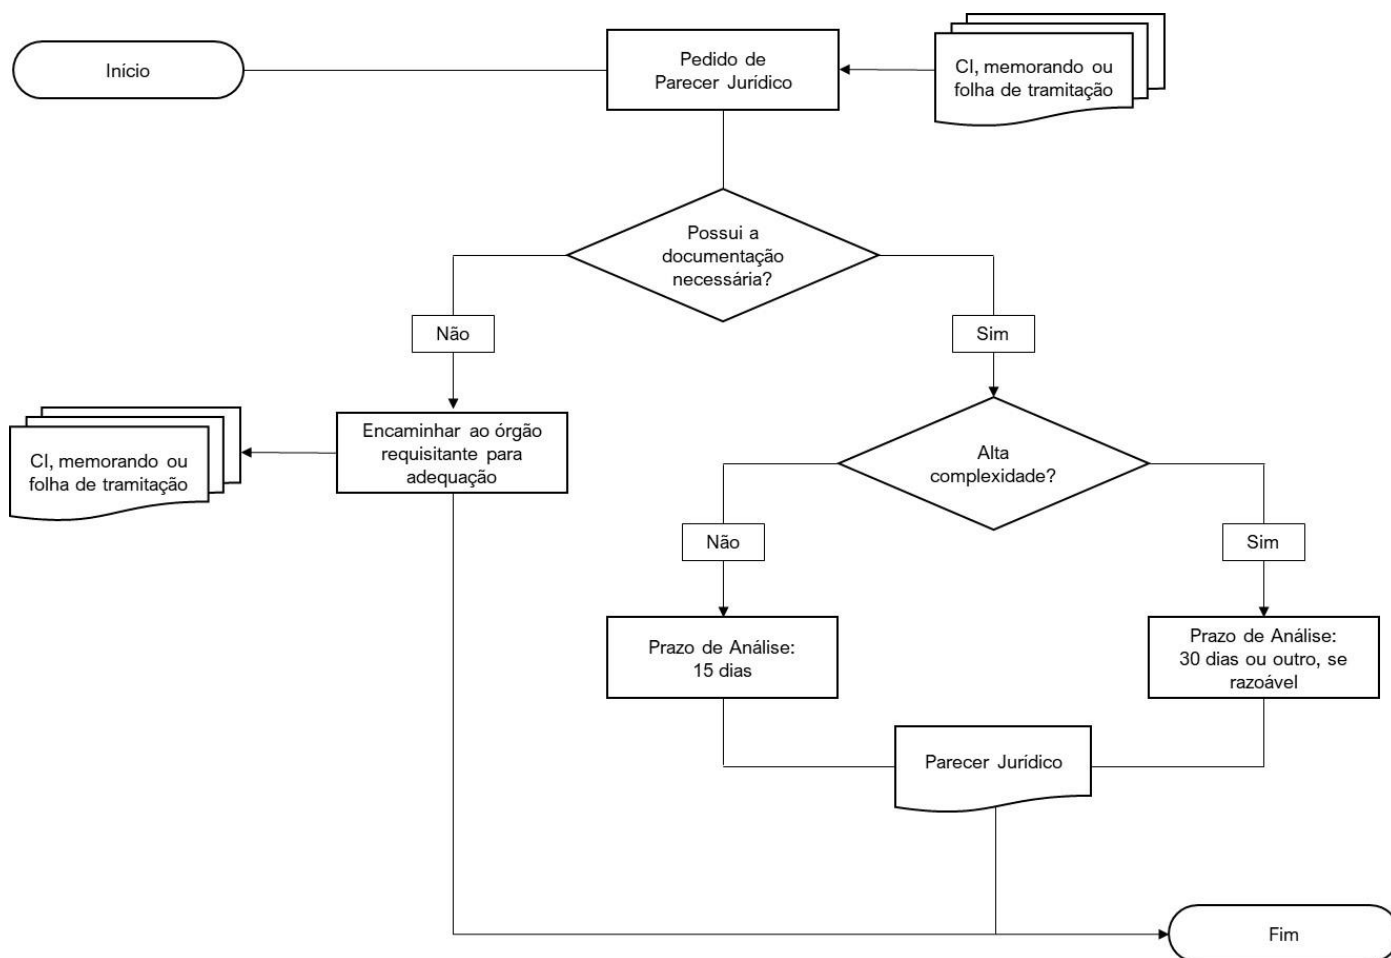 Início
Pedido de
Parecer Jurídico
CI, memorando ou
folha de tramitação
Possui a
documentação
necessária?
Não
Sim
CI, memorando ou
folha de tramitação
Encaminhar ao órgão
requisitante para
adequação
Alta
complexidade?
Não
Sim
Prazo de Análise:
15 dias
Prazo de Análise:
30 dias ou outro, se
razoável
Parecer Jurídico
Fim